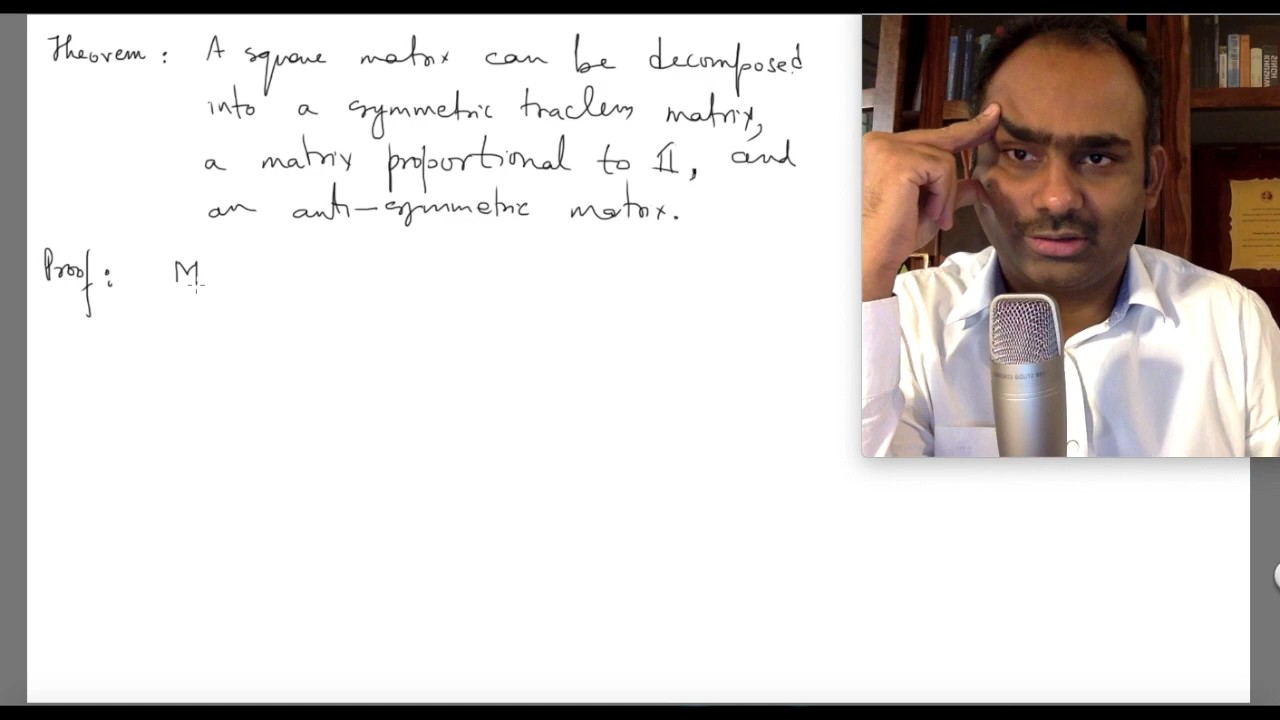 Theorem : A square matrix can be decomposed
into a symmetric traceless matrix,
a matrix proportional to 𝟙, and
an anti-symmetric matrix.
Proof : M